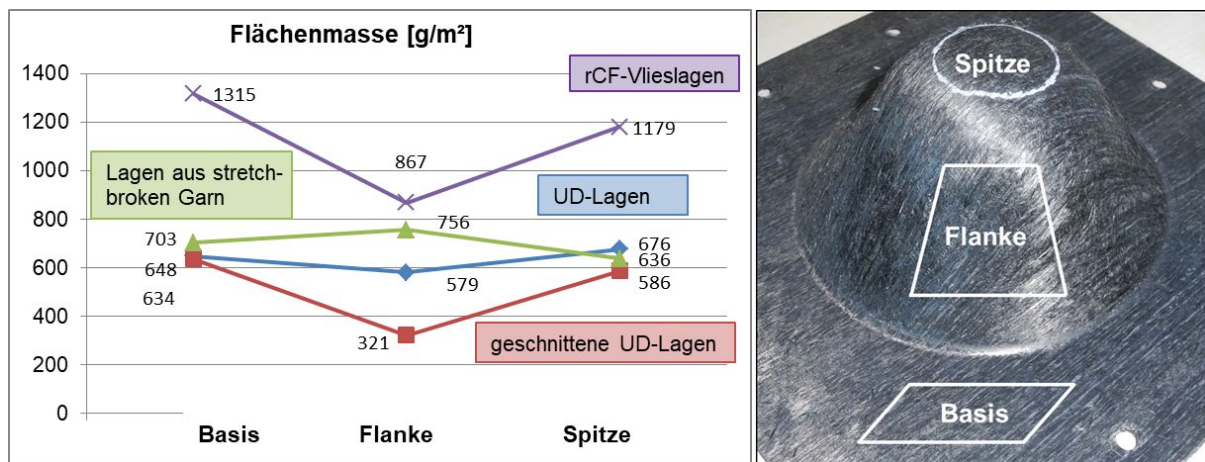 Flächenmasse [g/m²]
1400
1200
1000
800
600
400
200
0
rCF-Vlieslagen
1315
867
1179
Lagen aus stretch-
broken Garn
UD-Lagen
703
756
676
648
636
634
579
586
321
geschnittene UD-Lagen
Basis
Flanke
Spitze
Spitze
Flanke
Basis